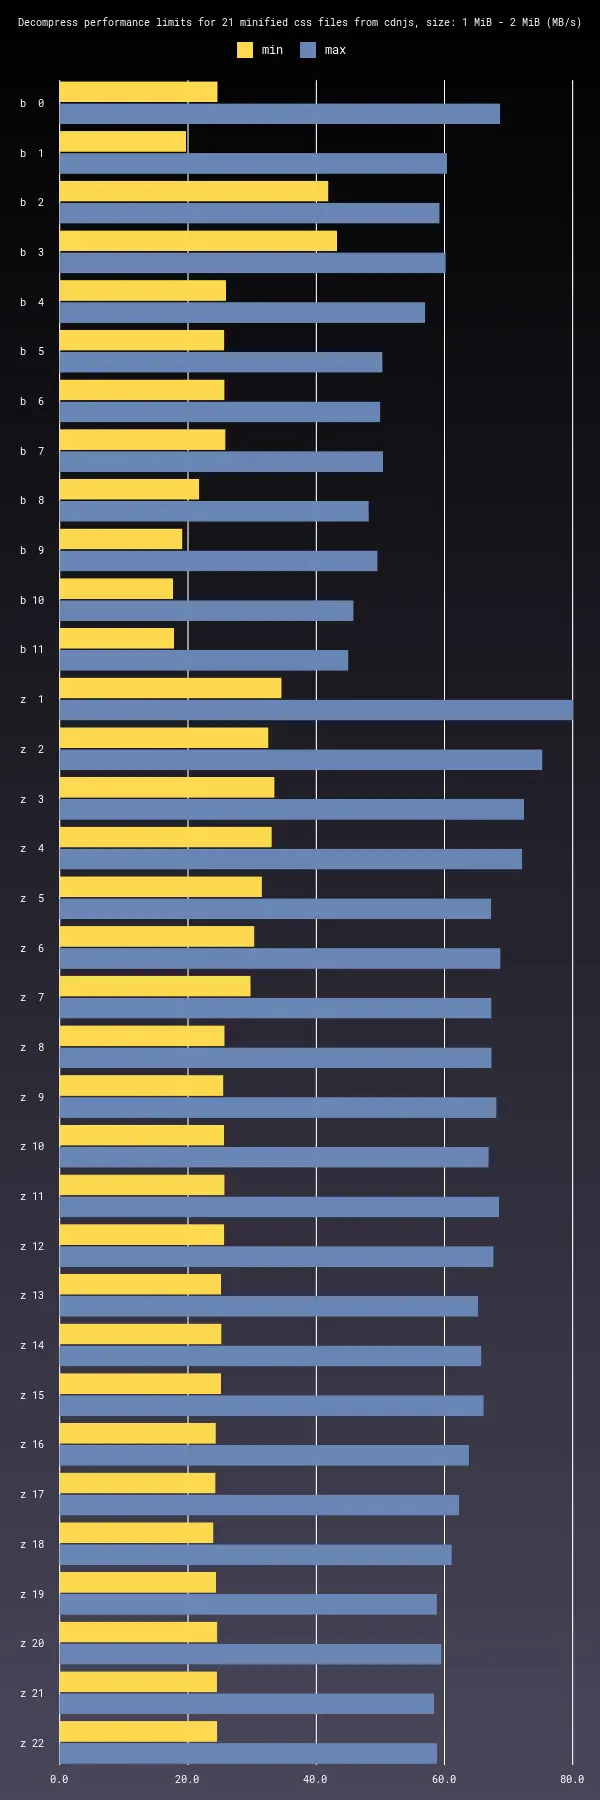 Decompress performance limits for 21 minified css files from cdnjs, size: 1 MiB - 2 MiB (MB/s)
min max
b 0
b 1
b 2
b 3
b 4
b 5
b 6
b 7
b 8
b 9
b 10
b 11
z 1
z 2
z 3
z 4
z 5
z 6
z 7
z 8
z 9
z 10
z 11
z 12
z 13
z 14
z 15
z 16
z 17
z 18
z 19
z 20
z 21
z 22
0.0 20.0 40.0 60.0 80.0